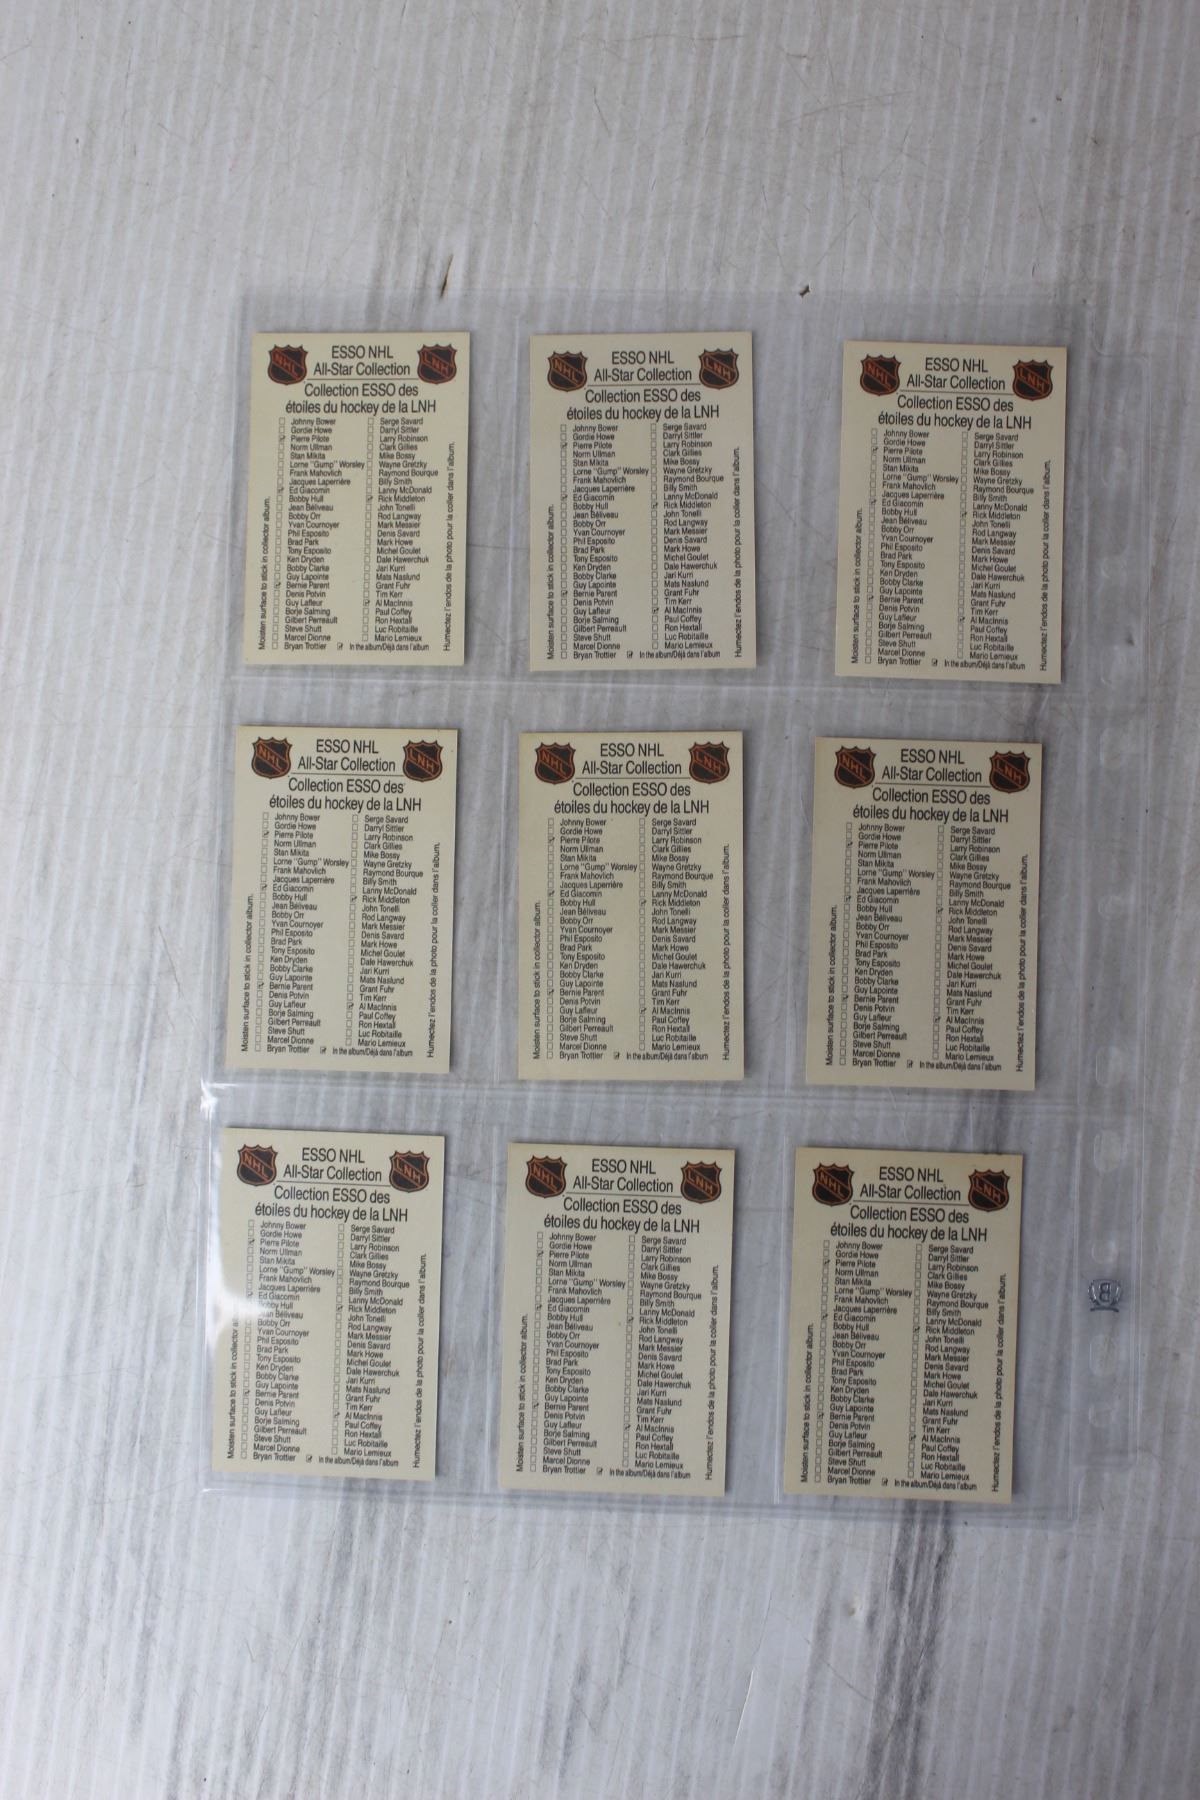 NHL
ESSO NHL
All-Star Collection
LNH
Collection ESSO des
étoiles du hockey de la LNH
Johnny Bower
Gordie Howe
Pierre Pilote
Norm Ullman
Stan Mikita
Lorne "Gump" Worsley
Frank Mahovlich
Jacques Laperrière
Ed Giacomin
Bobby Hull
Jean Béliveau
Bobby Orr
Yvan Cournoyer
Phil Esposito
Brad Park
Tony Esposito
Ken Dryden
Bobby Clarke
Guy Lapointe
Bernie Parent
Denis Potvin
Guy Lafleur
Borje Salming
Gilbert Perreault
Steve Shutt
Marcel Dionne
Bryan Trottier
Serge Savard
Darryl Sittler
Larry Robinson
Clark Gillies
Mike Bossy
Wayne Gretzky
Raymond Bourque
Billy Smith
Lanny McDonald
Rick Middleton
John Tonelli
Rod Langway
Mark Messier
Denis Savard
Mark Howe
Michel Goulet
Dale Hawerchuk
Jari Kurri
Mats Naslund
Grant Fuhr
Tim Kerr
Al MacInnis
Paul Coffey
Ron Hextall
Luc Robitaille
Mario Lemieux
In the album/Déjà dans l'album
Moisten surface to stick in collector album.
Humectez l'endos de la photo pour la coller dans l'album.